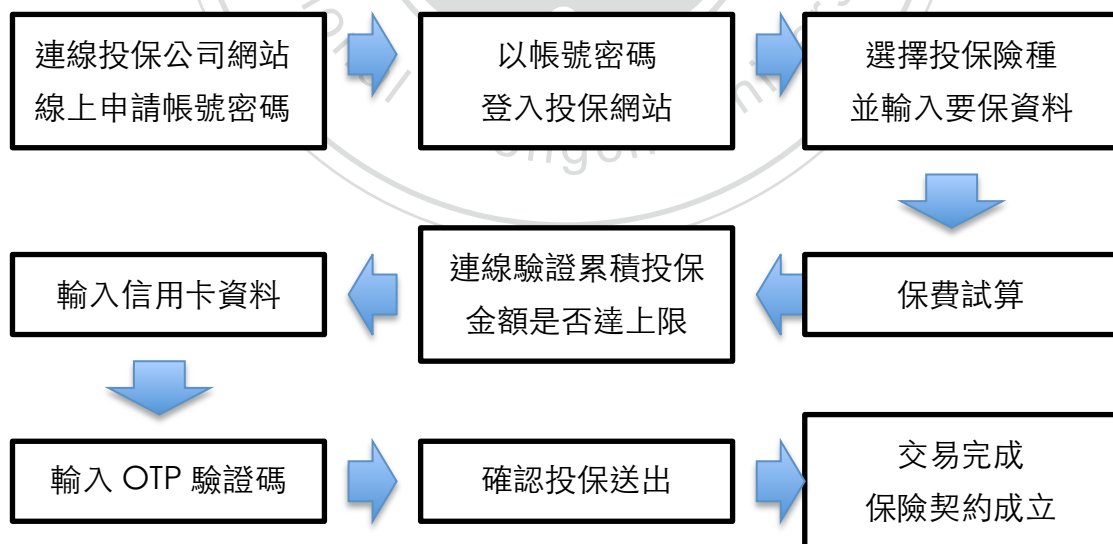 連線投保公司網站
線上申請帳號密碼
以帳號密碼
登入投保網站
選擇投保險種
並輸入要保資料
保費試算
連線驗證累積投保
金額是否達上限
輸入信用卡資料
輸入 OTP 驗證碼
確認投保送出
交易完成
保險契約成立